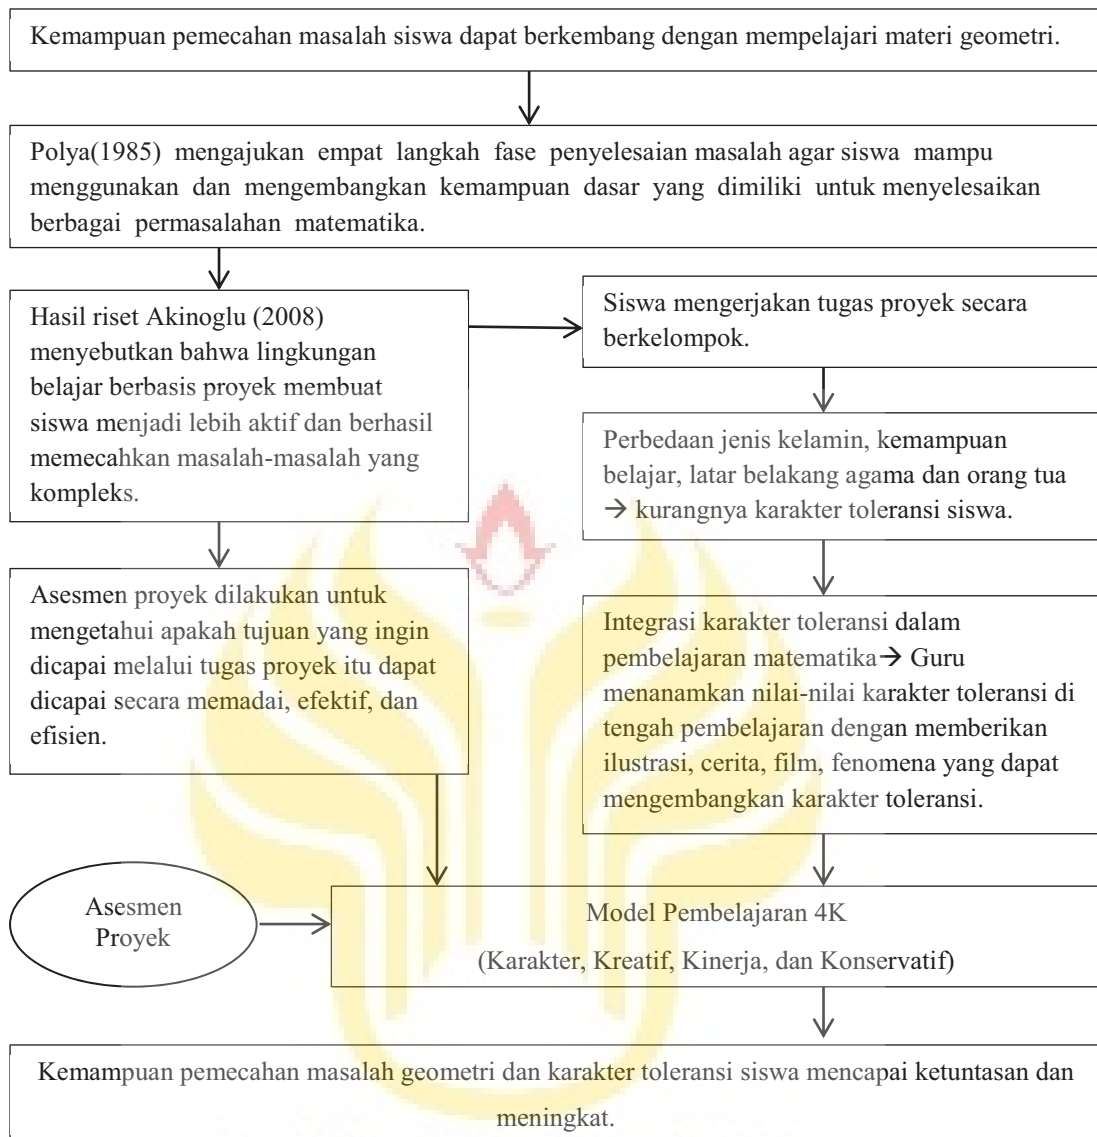 Kemampuan pemecahan masalah siswa dapat berkembang dengan mempelajari materi geometri.
Polya(1985) mengajukan empat langkah fase penyelesaian masalah agar siswa mampu
menggunakan dan mengembangkan kemampuan dasar yang dimiliki untuk menyelesaikan
berbagai permasalahan matematika.
Hasil riset Akinoglu (2008)
menyebutkan bahwa lingkungan
belajar berbasis proyek membuat
siswa menjadi lebih aktif dan berhasil
memecahkan masalah-masalah yang
kompleks.
Siswa mengerjakan tugas proyek secara
berkelompok.
Perbedaan jenis kelamin, kemampuan
belajar, latar belakang agama dan orang tua
→ kurangnya karakter toleransi siswa.
Asesmen proyek dilakukan untuk
mengetahui apakah tujuan yang ingin
dicapai melalui tugas proyek itu dapat
dicapai secara memadai, efektif, dan
efisien.
Integrasi karakter toleransi dalam
pembelajaran matematika→ Guru
menanamkan nilai-nilai karakter toleransi di
tengah pembelajaran dengan memberikan
ilustrasi, cerita, film, fenomena yang dapat
mengembangkan karakter toleransi.
Asesmen
Proyek
Model Pembelajaran 4K
(Karakter, Kreatif, Kinerja, dan Konservatif)
Kemampuan pemecahan masalah geometri dan karakter toleransi siswa mencapai ketuntasan dan
meningkat.